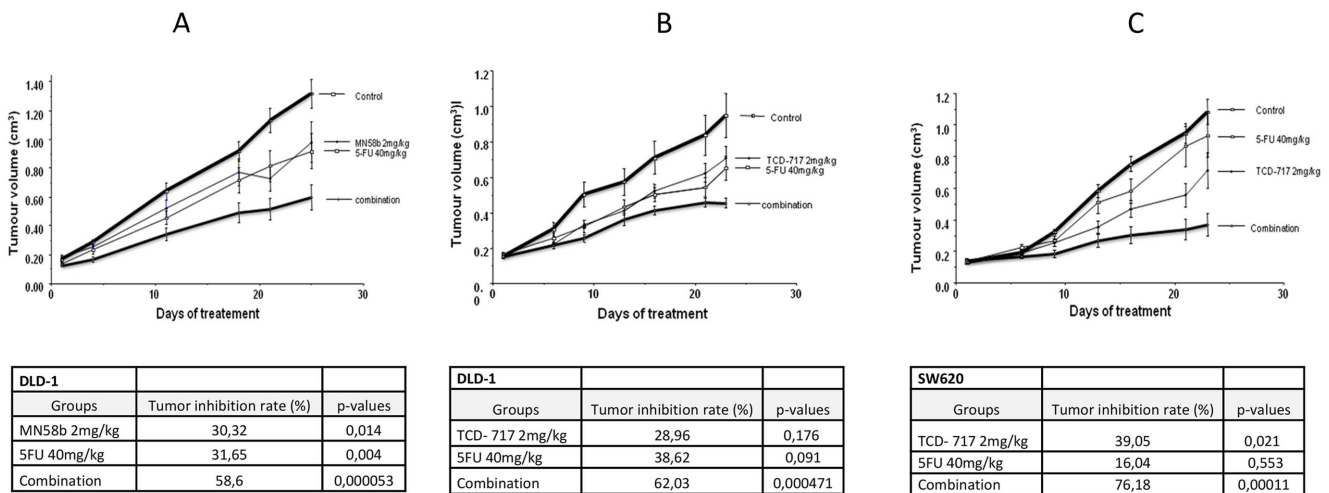 A
B
C
Tumour volume (cm³)
1.40
1.20
1.00
0.80
0.60
0.40
0.20
0.00
0
10
20
30
Days of treatement
Control
MN58b 2mg/kg
5-FU 40mg/kg
combination
Tumour volume (cm³)l
1.2
1.0
0.8
0.6
0.4
0.2
0.
0
0
10
20
30
Days of treatment
Control
TCD-717 2mg/kg
5-FU 40mg/kg
combination
Tumour volume (cm³)
1.2
1.0
0.8
0.6
0.4
0.2
0.0
0
10
20
30
Days of treatment
Control
5-FU 40mg/kg
TCD-717 2mg/kg
Combination
DLD-1
Groups Tumor inhibition rate (%) p-values
MN58b 2mg/kg 30,32 0,014
5FU 40mg/kg 31,65 0,004
Combination 58,6 0,000053
DLD-1
Groups Tumor inhibition rate (%) p-values
TCD- 717 2mg/kg 28,96 0,176
5FU 40mg/kg 38,62 0,091
Combination 62,03 0,000471
SW620
Groups Tumor inhibition rate (%) p-values
TCD- 717 2mg/kg 39,05 0,021
5FU 40mg/kg 16,04 0,553
Combination 76,18 0,00011